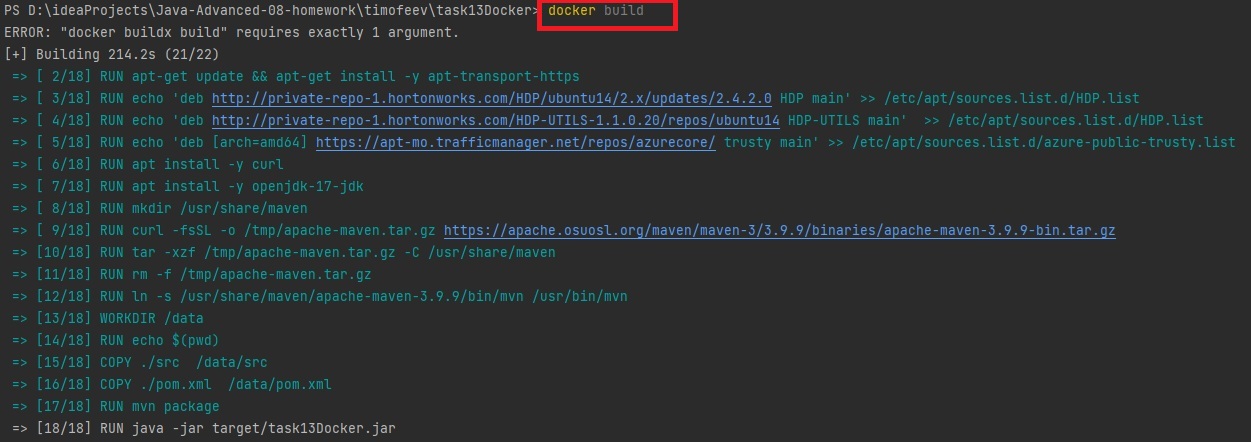 PS D:\ideaProjects\Java-Advanced-08-homework\timofeev\task13Docker> docker build
ERROR: "docker buildx build" requires exactly 1 argument.
[+] Building 214.2s (21/22)
=> [ 2/18] RUN apt-get update && apt-get install -y apt-transport-https
=> [ 3/18] RUN echo 'deb http://private-repo-1.hortonworks.com/HDP/ubuntu14/2.x/updates/2.4.2.0 HDP main' >> /etc/apt/sources.list.d/HDP.list
=> [ 4/18] RUN echo 'deb http://private-repo-1.hortonworks.com/HDP-UTILS-1.1.0.20/repos/ubuntu14 HDP-UTILS main'  >> /etc/apt/sources.list.d/HDP.list
=> [ 5/18] RUN echo 'deb [arch=amd64] https://apt-mo.trafficmanager.net/repos/azurecore/ trusty main' >> /etc/apt/sources.list.d/azure-public-trusty.list
=> [ 6/18] RUN apt install -y curl
=> [ 7/18] RUN apt install -y openjdk-17-jdk
=> [ 8/18] RUN mkdir /usr/share/maven
=> [ 9/18] RUN curl -fsSL -o /tmp/apache-maven.tar.gz https://apache.osuosl.org/maven/maven-3/3.9.9/binaries/apache-maven-3.9.9-bin.tar.gz
=> [10/18] RUN tar -xzf /tmp/apache-maven.tar.gz -C /usr/share/maven
=> [11/18] RUN rm -f /tmp/apache-maven.tar.gz
=> [12/18] RUN ln -s /usr/share/maven/apache-maven-3.9.9/bin/mvn /usr/bin/mvn
=> [13/18] WORKDIR /data
=> [14/18] RUN echo $(pwd)
=> [15/18] COPY ./src  /data/src
=> [16/18] COPY ./pom.xml  /data/pom.xml
=> [17/18] RUN mvn package
=> [18/18] RUN java -jar target/task13Docker.jar